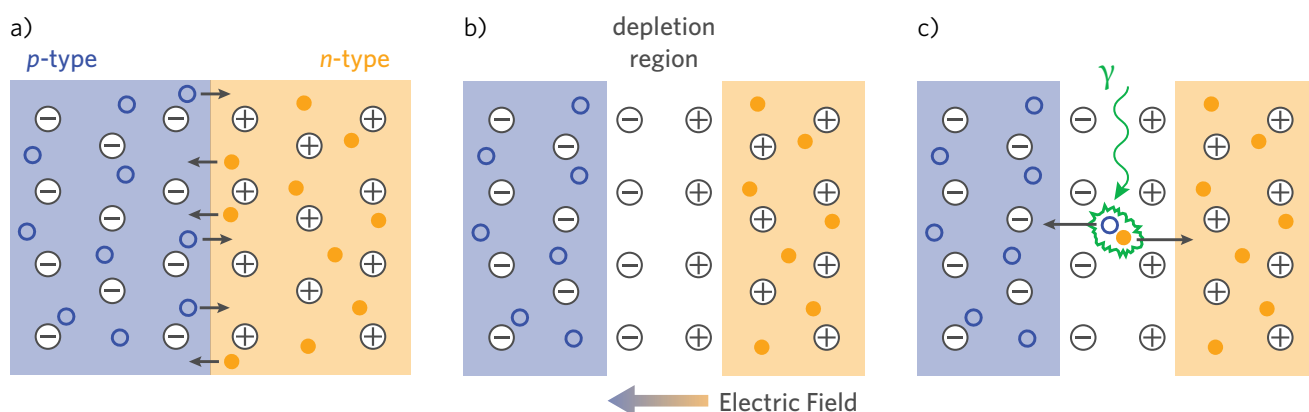 a)
p-type
n-type
b)
depletion
region
Electric Field
c)
γ